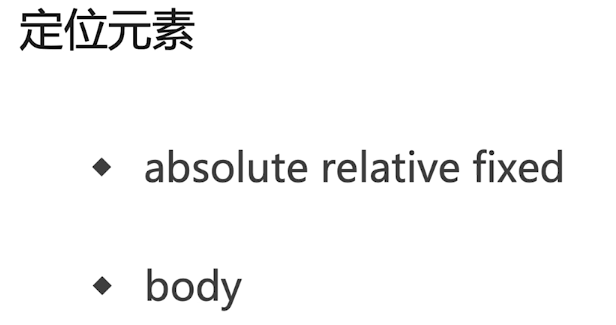 定位元素
◆ absolute relative fixed
◆ body